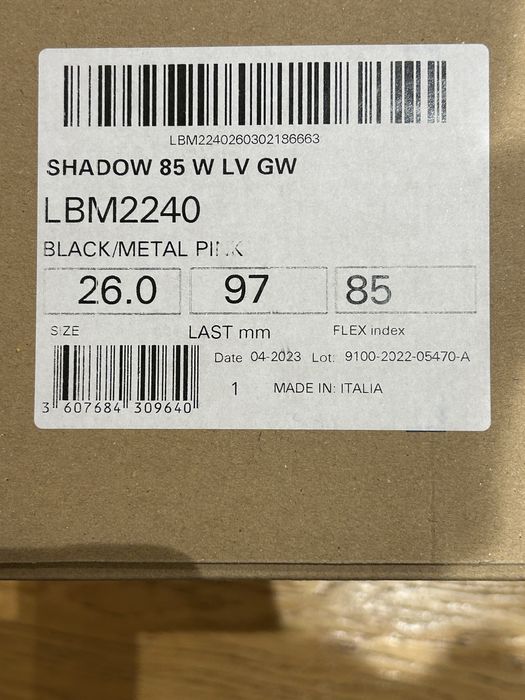 LBM2240260302186663
SHADOW 85 W LV GW
LBM2240
BLACK/METAL PINK
26.0 97 85
SIZE LAST mm FLEX index
Date 04-2023 Lot: 9100-2022-05470-A
3 607684 309640
1 MADE IN: ITALIA